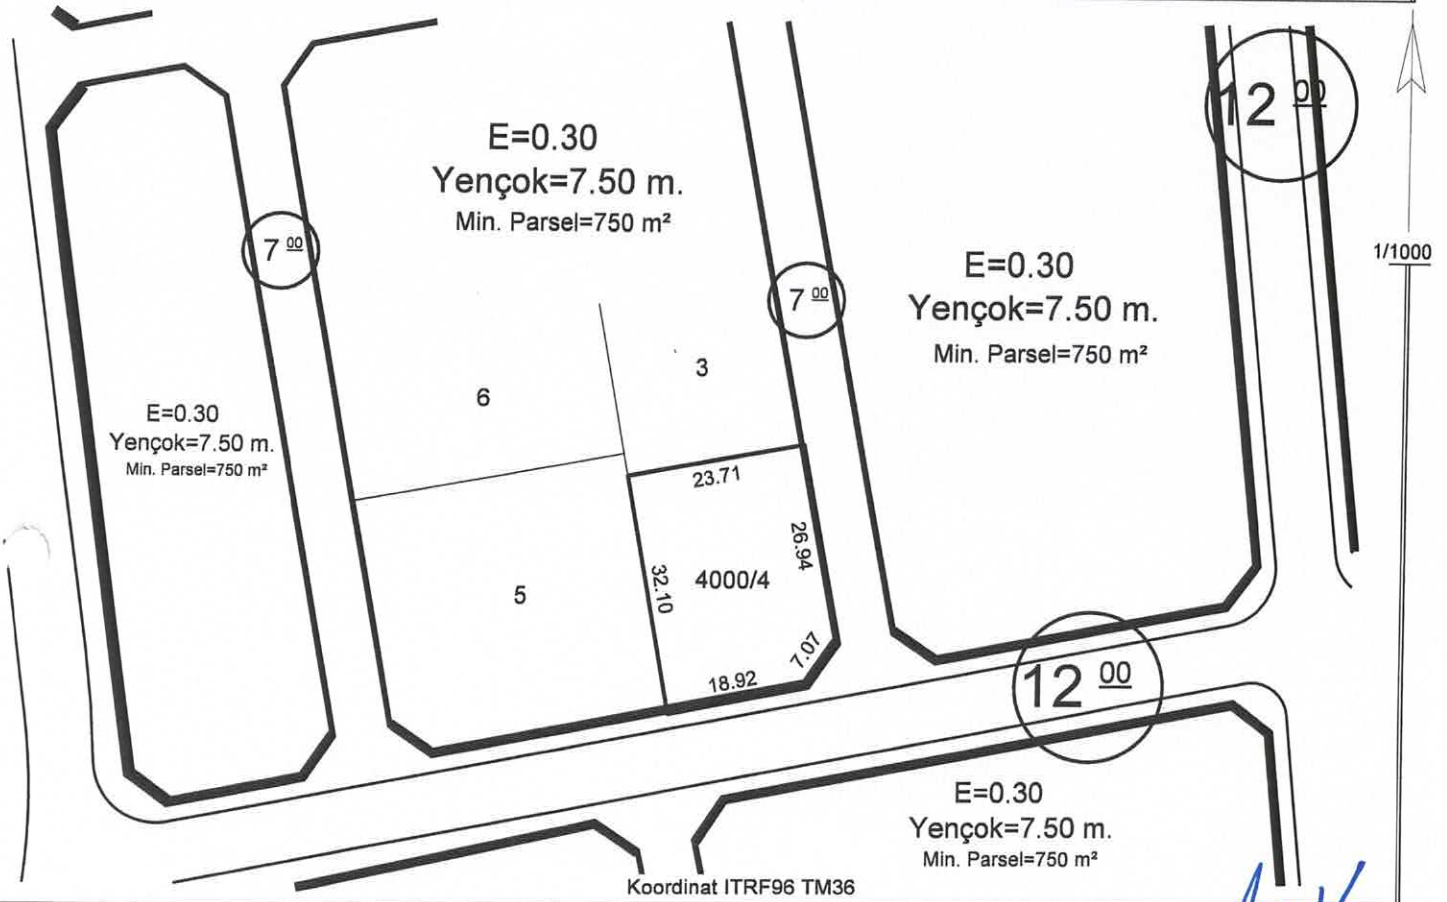 12 00
E=0.30
Yençok=7.50 m.
Min. Parsel=750 m²
7 00
1/1000
E=0.30
Yençok=7.50 m.
Min. Parsel=750 m²
7 00
3
6
E=0.30
Yençok=7.50 m.
Min. Parsel=750 m²
23.71
26.94
32.10
4000/4
5
7.07
18.92
12 00
E=0.30
Yençok=7.50 m.
Min. Parsel=750 m²
Koordinat ITRF96 TM36